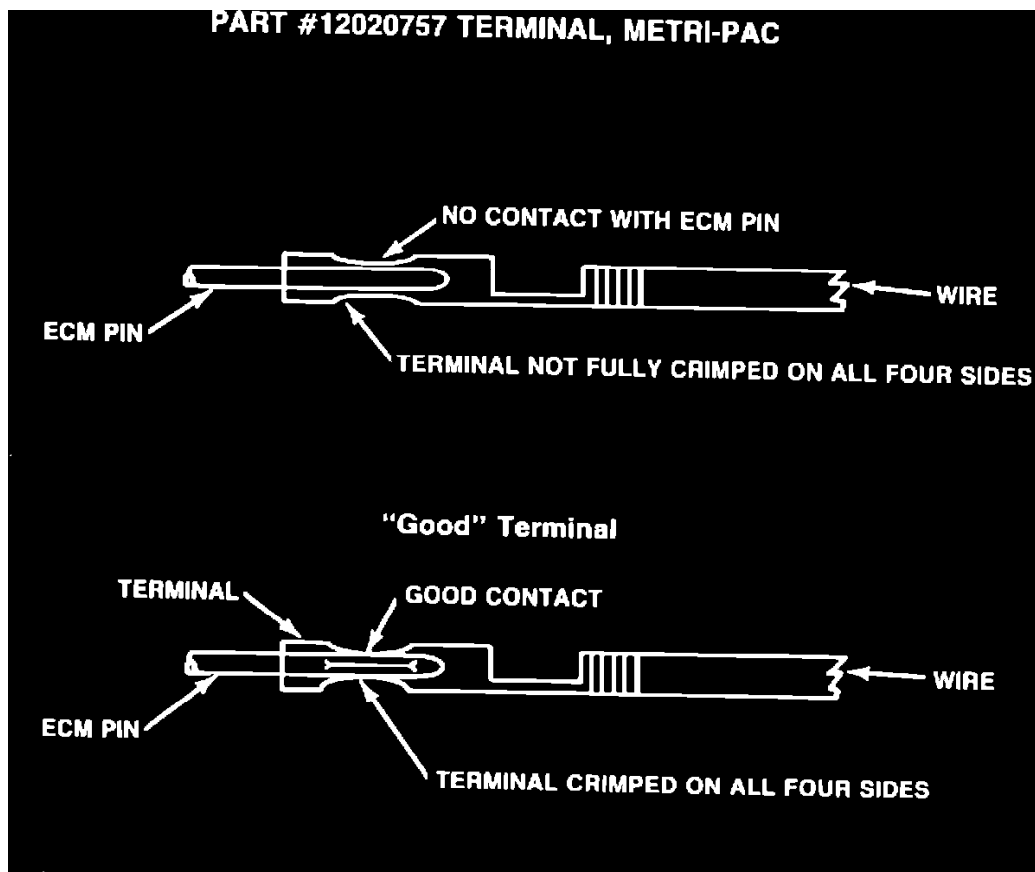 PART #12020757 TERMINAL, METRI-PAC
NO CONTACT WITH ECM PIN
WIRE
ECM PIN
TERMINAL NOT FULLY CRIMPED ON ALL FOUR SIDES
"Good" Terminal
TERMINAL
GOOD CONTACT
WIRE
ECM PIN
TERMINAL CRIMPED ON ALL FOUR SIDES